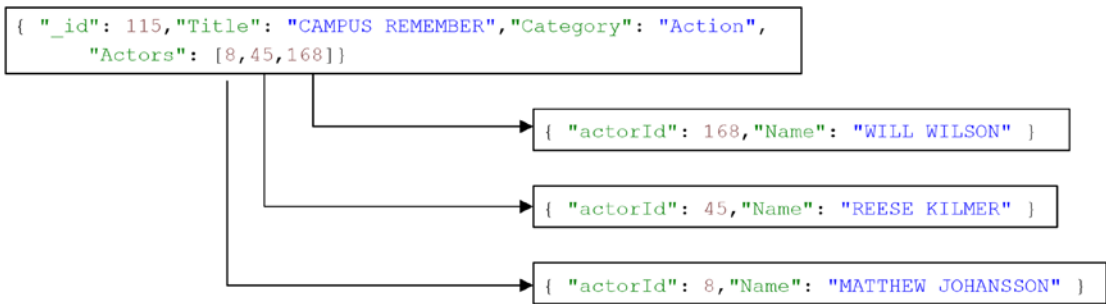 { "_id": 115,"Title": "CAMPUS REMEMBER","Category": "Action",
"Actors": [8,45,168]}
{ "actorId": 168,"Name": "WILL WILSON" }
{ "actorId": 45,"Name": "REESE KILMER" }
{ "actorId": 8,"Name": "MATTHEW JOHANSSON" }